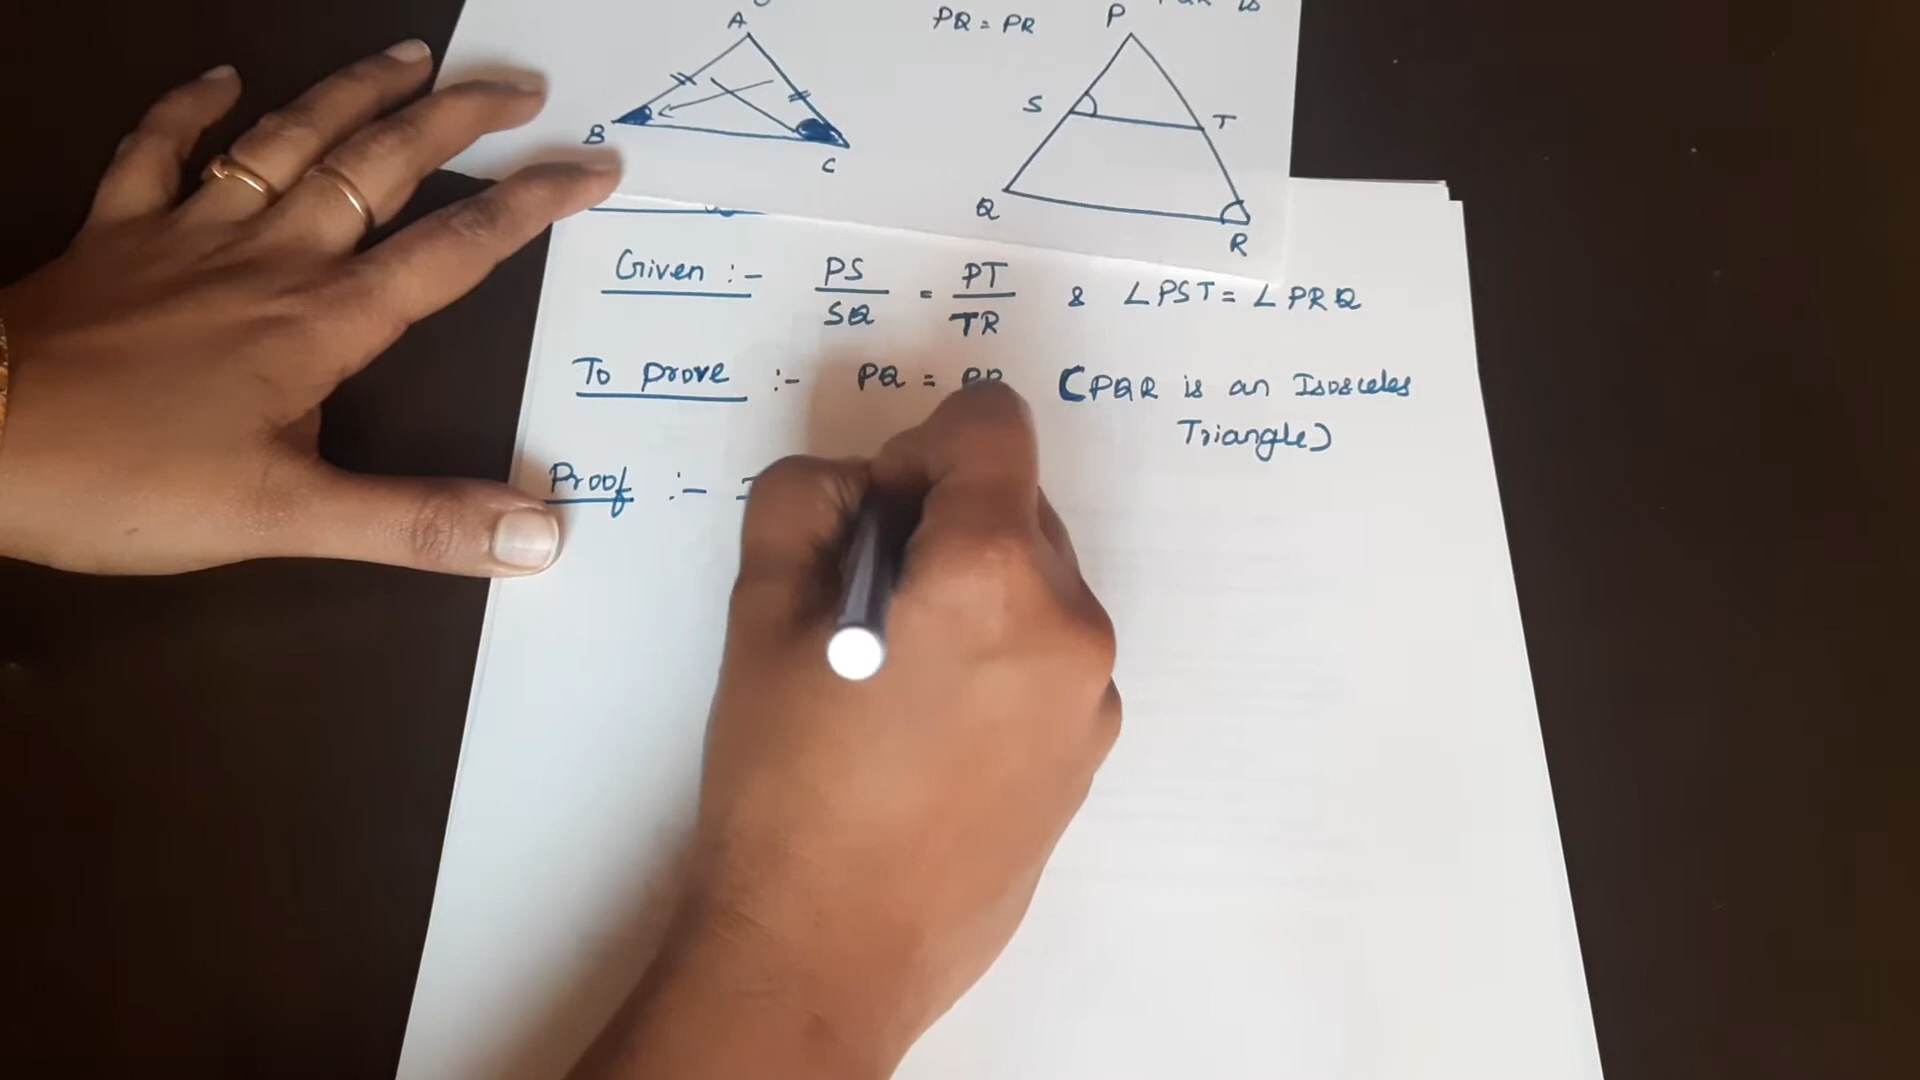 PQ = PR
is
A
B
C
P
S
T
Q
R
Given :- PS/SQ = PT/TR & ∠PST = ∠PRQ
To prove :- PQ = PR (PQR is an Isosceles
Triangle)
Proof :-